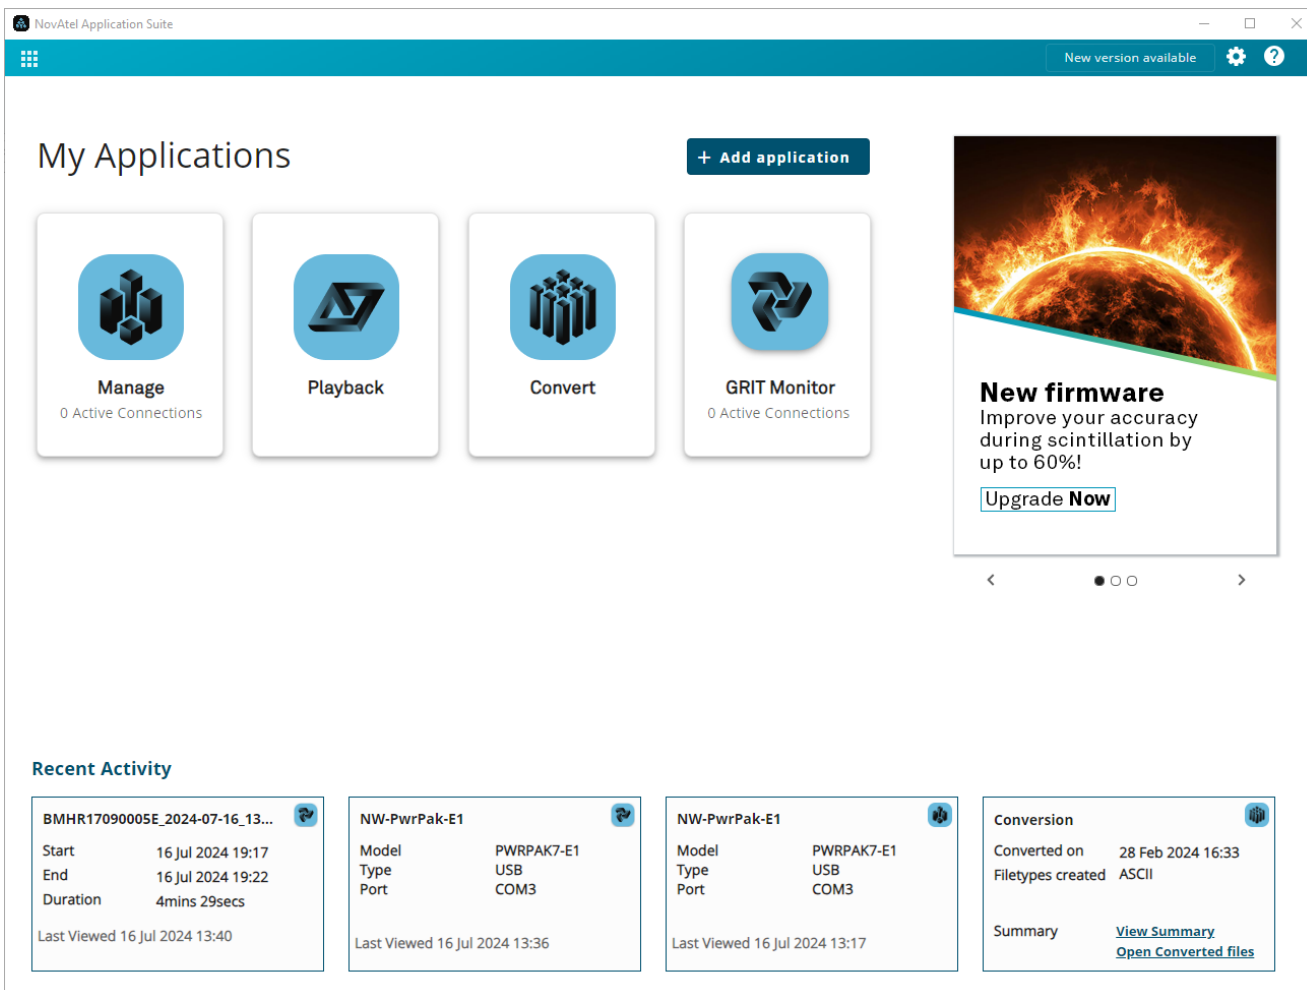 NovAtel Application Suite
New version available
My Applications
+ Add application
Manage
0 Active Connections
Playback
Convert
GRIT Monitor
0 Active Connections
New firmware
Improve your accuracy
during scintillation by
up to 60%!
Upgrade Now
Recent Activity
BMHR17090005E_2024-07-16_13...
Start 16 Jul 2024 19:17
End 16 Jul 2024 19:22
Duration 4mins 29secs
Last Viewed 16 Jul 2024 13:40
NW-PwrPak-E1
Model PWRPAK7-E1
Type USB
Port COM3
Last Viewed 16 Jul 2024 13:36
NW-PwrPak-E1
Model PWRPAK7-E1
Type USB
Port COM3
Last Viewed 16 Jul 2024 13:17
Conversion
Converted on 28 Feb 2024 16:33
Filetypes created ASCII
Summary View Summary
Open Converted files